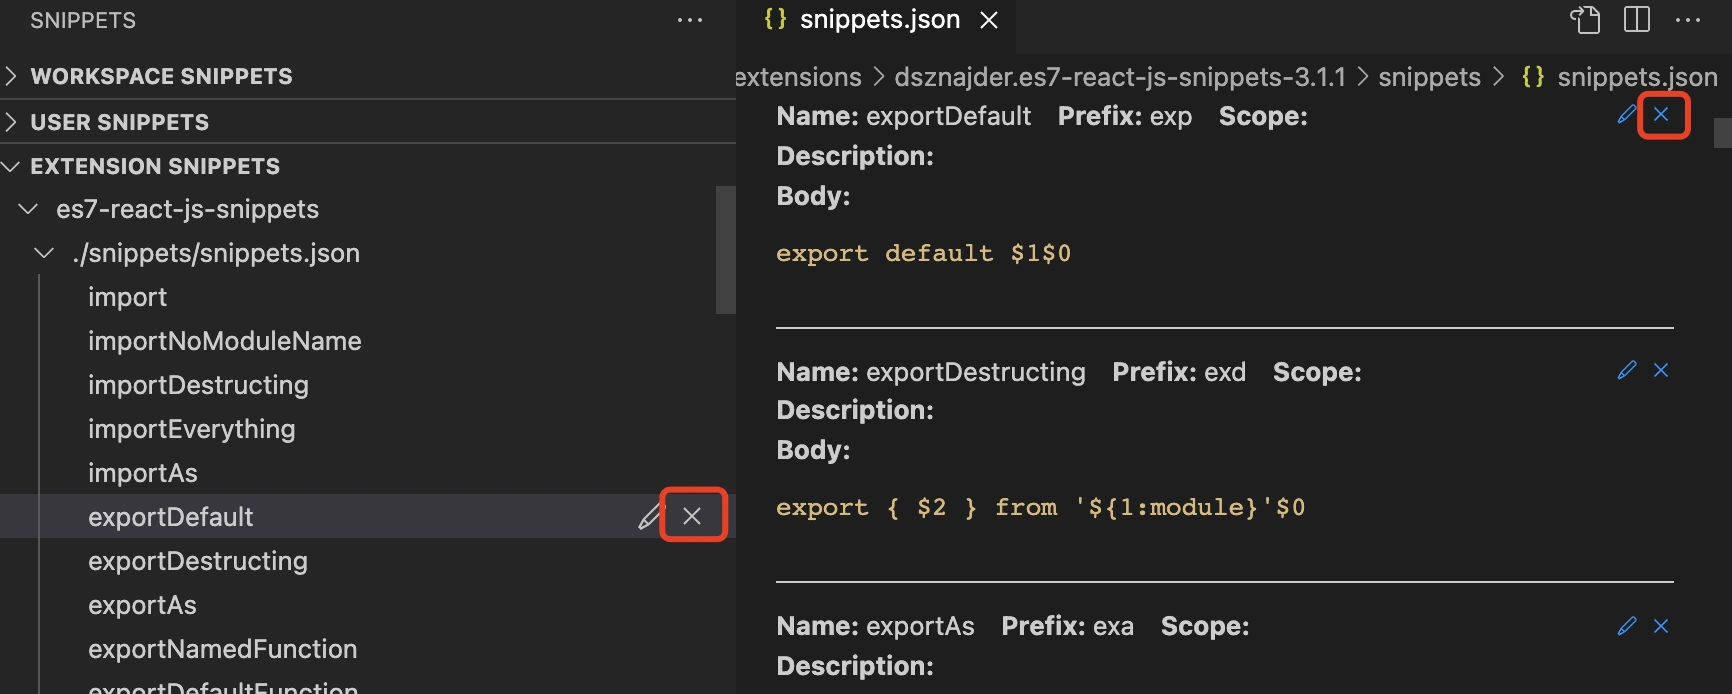 SNIPPETS
WORKSPACE SNIPPETS
USER SNIPPETS
EXTENSION SNIPPETS
es7-react-js-snippets
./snippets/snippets.json
import
importNoModuleName
importDestructing
importEverything
importAs
exportDefault
exportDestructing
exportAs
exportNamedFunction
exportDefaultFunction
{} snippets.json
extensions > dsznajder.es7-react-js-snippets-3.1.1 > snippets > {} snippets.json
Name: exportDefault Prefix: exp Scope:
Description:
Body:
export default $1$0
Name: exportDestructing Prefix: exd Scope:
Description:
Body:
export { $2 } from '${1:module}'$0
Name: exportAs Prefix: exa Scope:
Description: